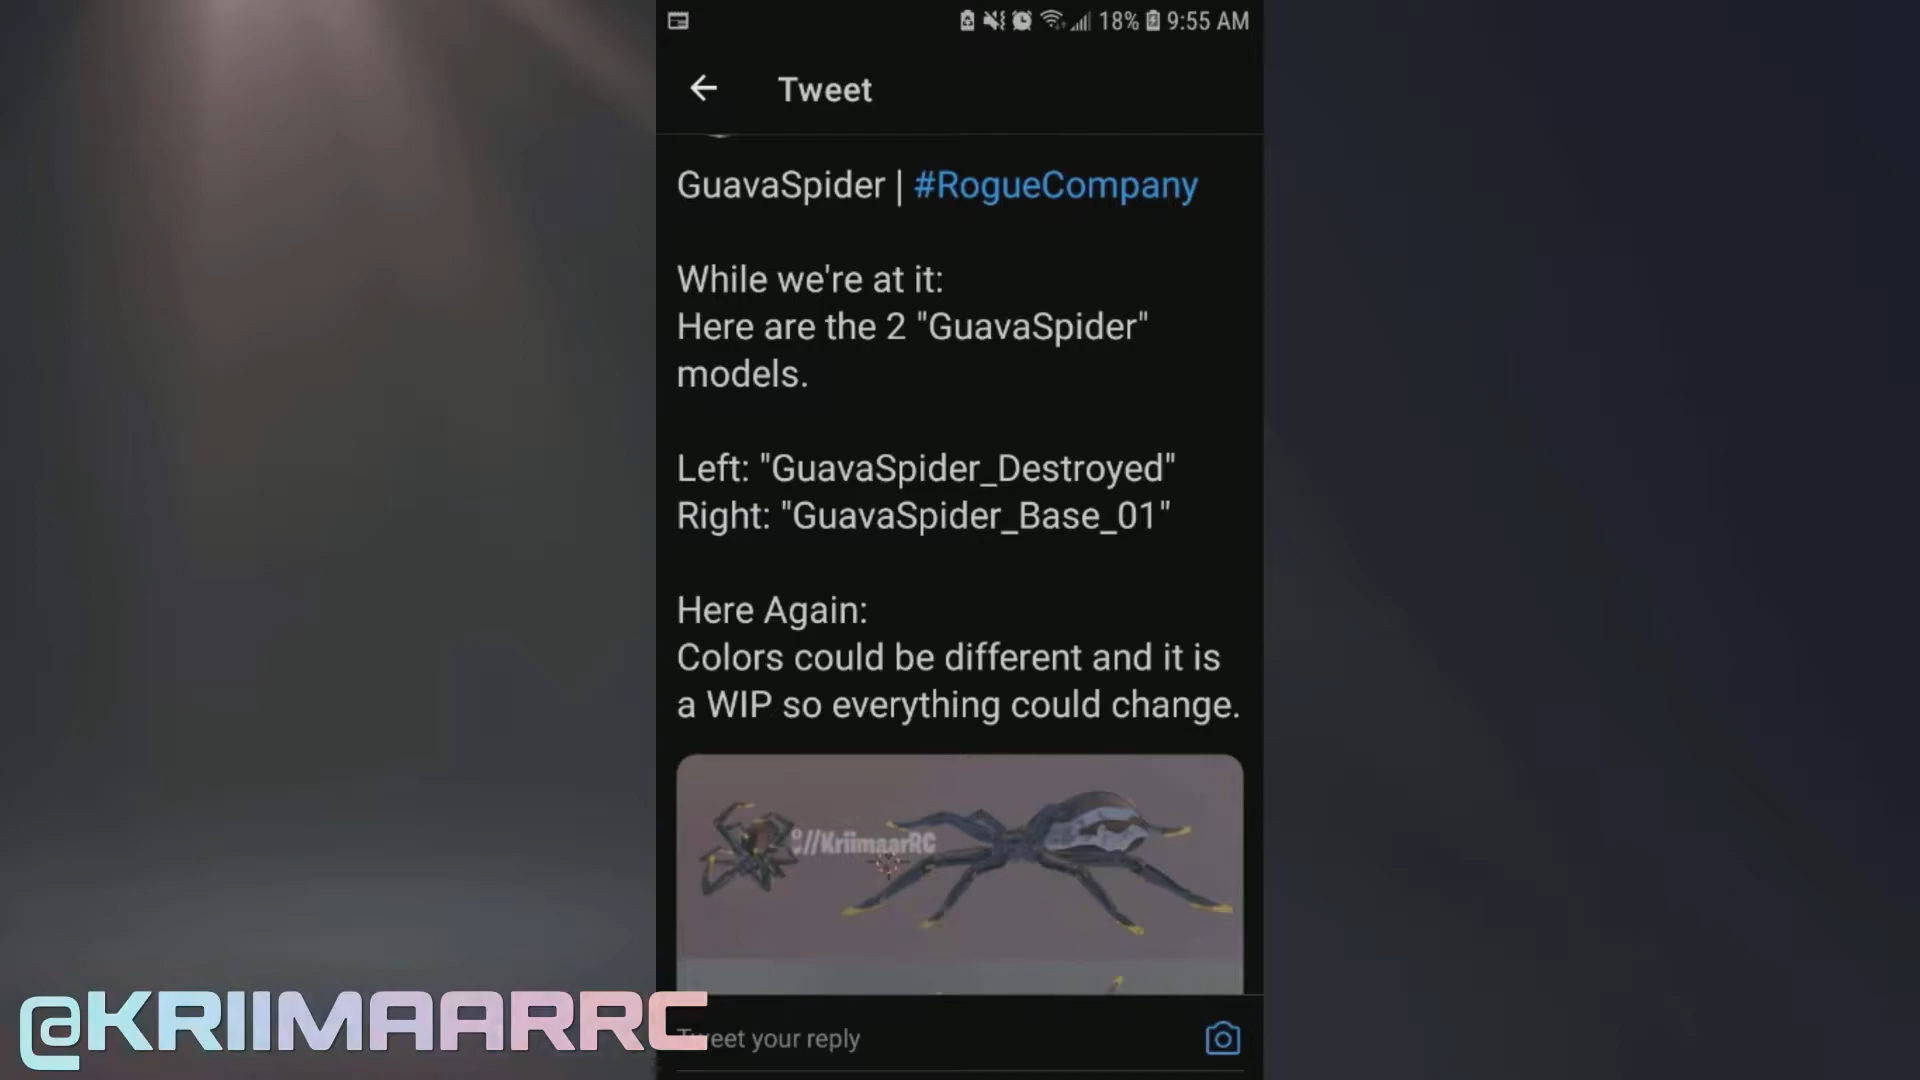 18% 9:55 AM
Tweet
GuavaSpider | #RogueCompany
While we're at it:
Here are the 2 "GuavaSpider"
models.
Left: "GuavaSpider_Destroyed"
Right: "GuavaSpider_Base_01"
Here Again:
Colors could be different and it is
a WIP so everything could change.
://KriimaarRC
@KRIIMAARRC
Tweet your reply